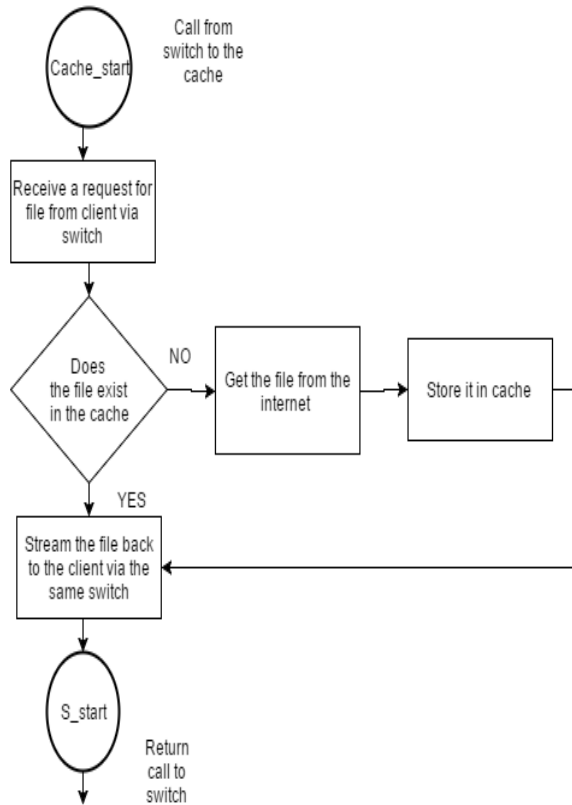 Cache_start
Call from
switch to the
cache
Receive a request for
file from client via
switch
Does
the file exist
in the cache
NO
Get the file from the
internet
Store it in cache
YES
Stream the file back
to the client via the
same switch
S_start
Return
call to
switch